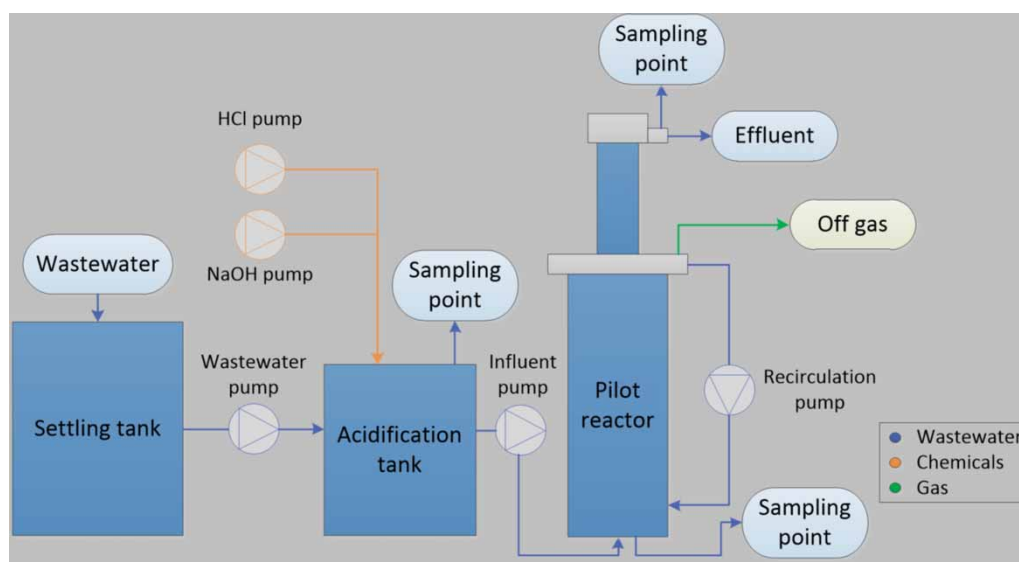 Sampling
point
HCl pump
Effluent
Off gas
NaOH pump
Wastewater
Sampling
point
Wastewater
pump
Influent
pump
Settling tank
Acidification
tank
Pilot
reactor
Recirculation
pump
Wastewater
Chemicals
Gas
Sampling
point